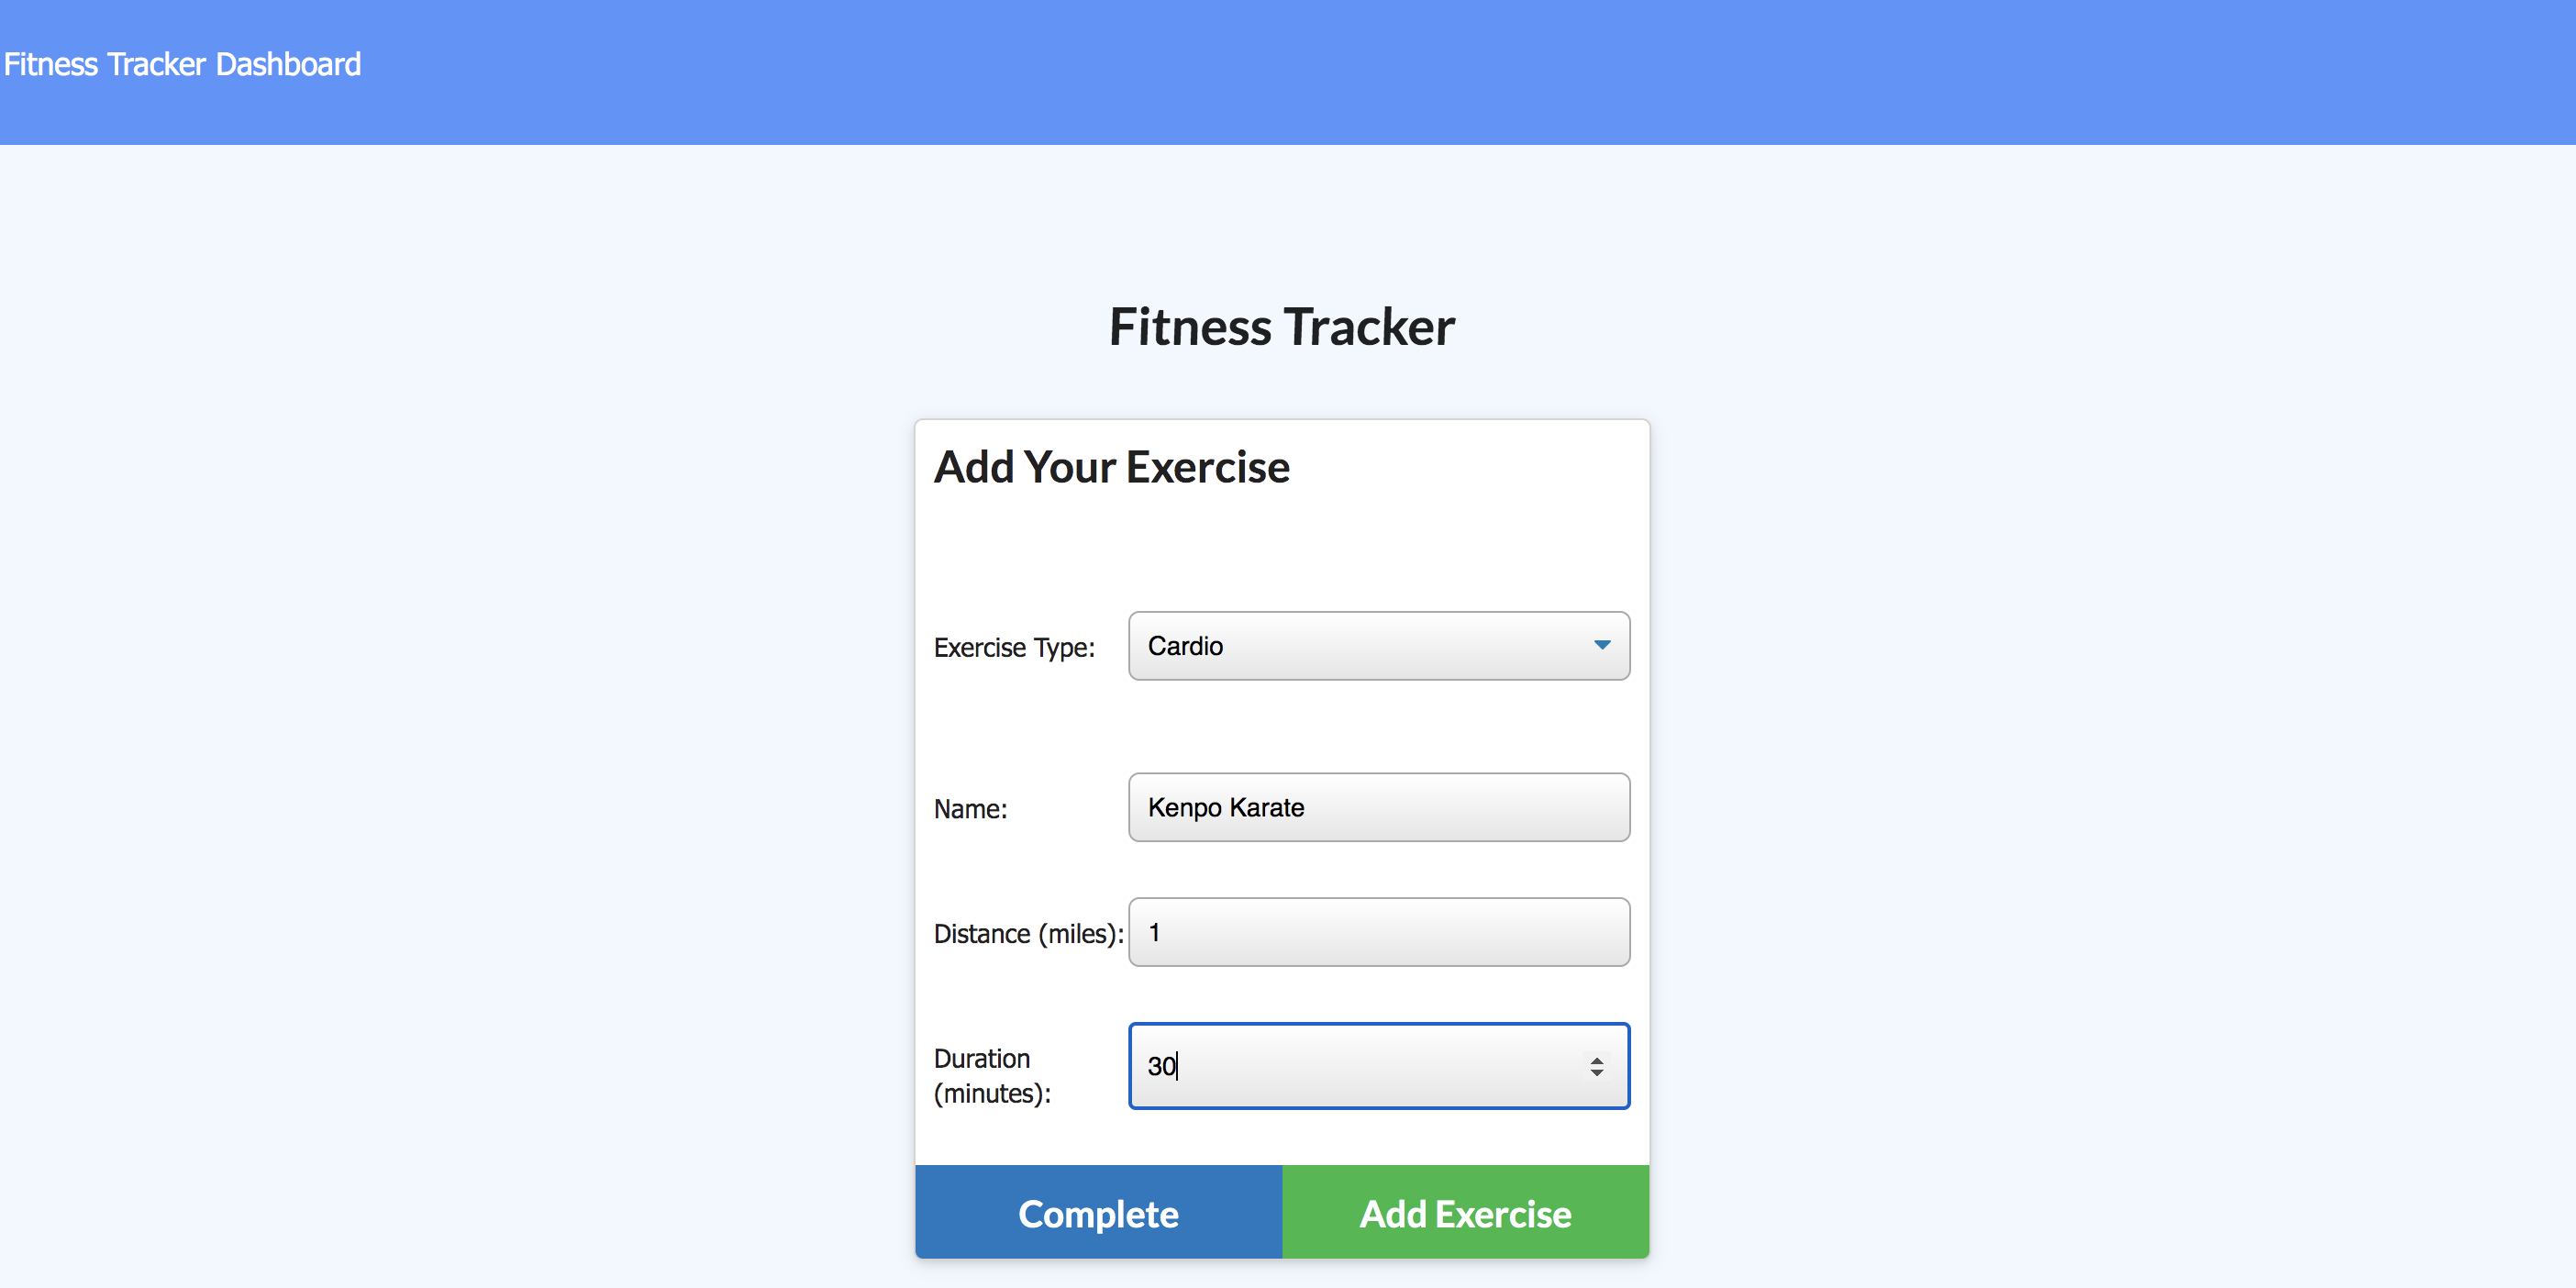 Fitness Tracker Dashboard
Fitness Tracker
Add Your Exercise
Exercise Type: Cardio
Name: Kenpo Karate
Distance (miles): 1
Duration
(minutes): 30
Complete Add Exercise